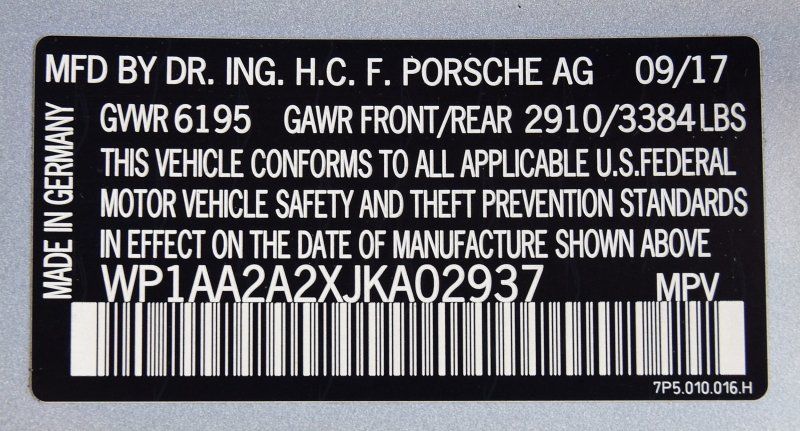 MFD BY DR. ING. H.C. F. PORSCHE AG 09/17
GVWR 6195 GAWR FRONT/REAR 2910/3384 LBS
THIS VEHICLE CONFORMS TO ALL APPLICABLE U.S.FEDERAL
MOTOR VEHICLE SAFETY AND THEFT PREVENTION STANDARDS
IN EFFECT ON THE DATE OF MANUFACTURE SHOWN ABOVE
WP1AA2A2XJKA02937 MPV
MADE IN GERMANY
7P5.010.016.H